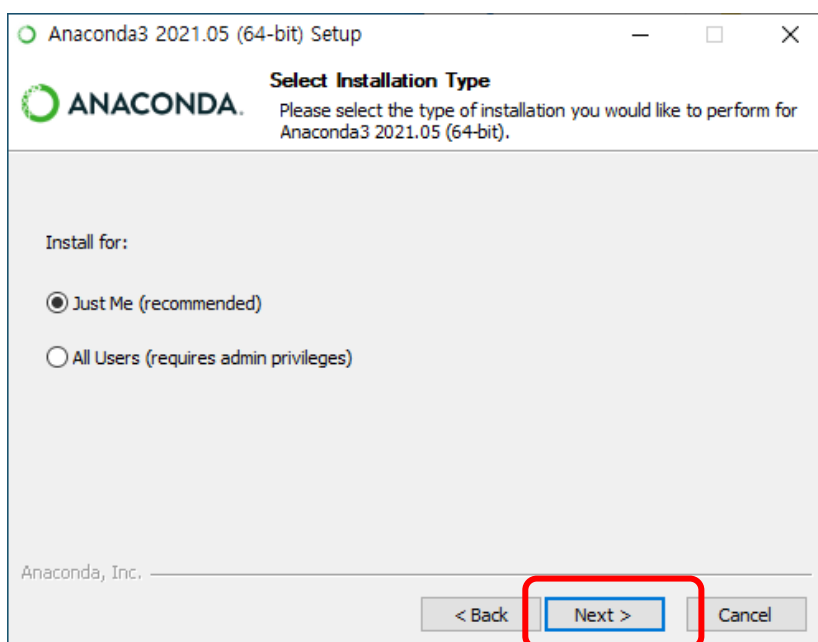 Anaconda3 2021.05 (64-bit) Setup
ANACONDA.
Select Installation Type
Please select the type of installation you would like to perform for
Anaconda3 2021.05 (64-bit).
Install for:
Just Me (recommended)
All Users (requires admin privileges)
Anaconda, Inc.
< Back Next > Cancel